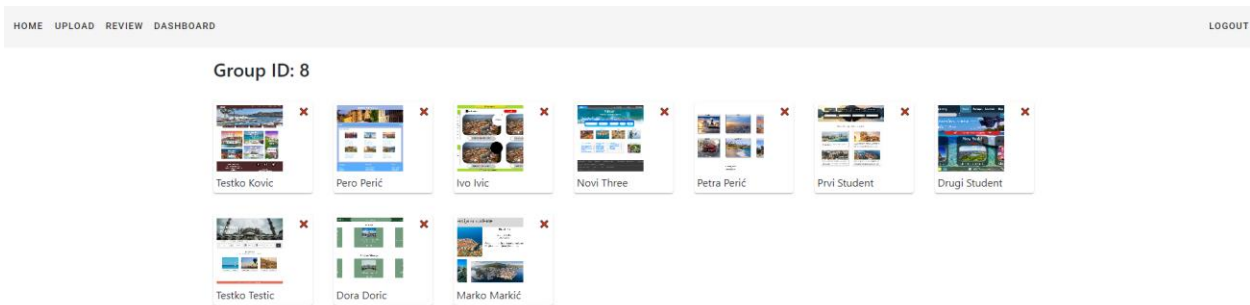 HOME UPLOAD REVIEW DASHBOARD LOGOUT
Group ID: 8
Testko Kovic Pero Perić Ivo Ivic Novi Three Petra Perić Prvi Student Drugi Student
Testko Testic Dora Doric Marko Markić